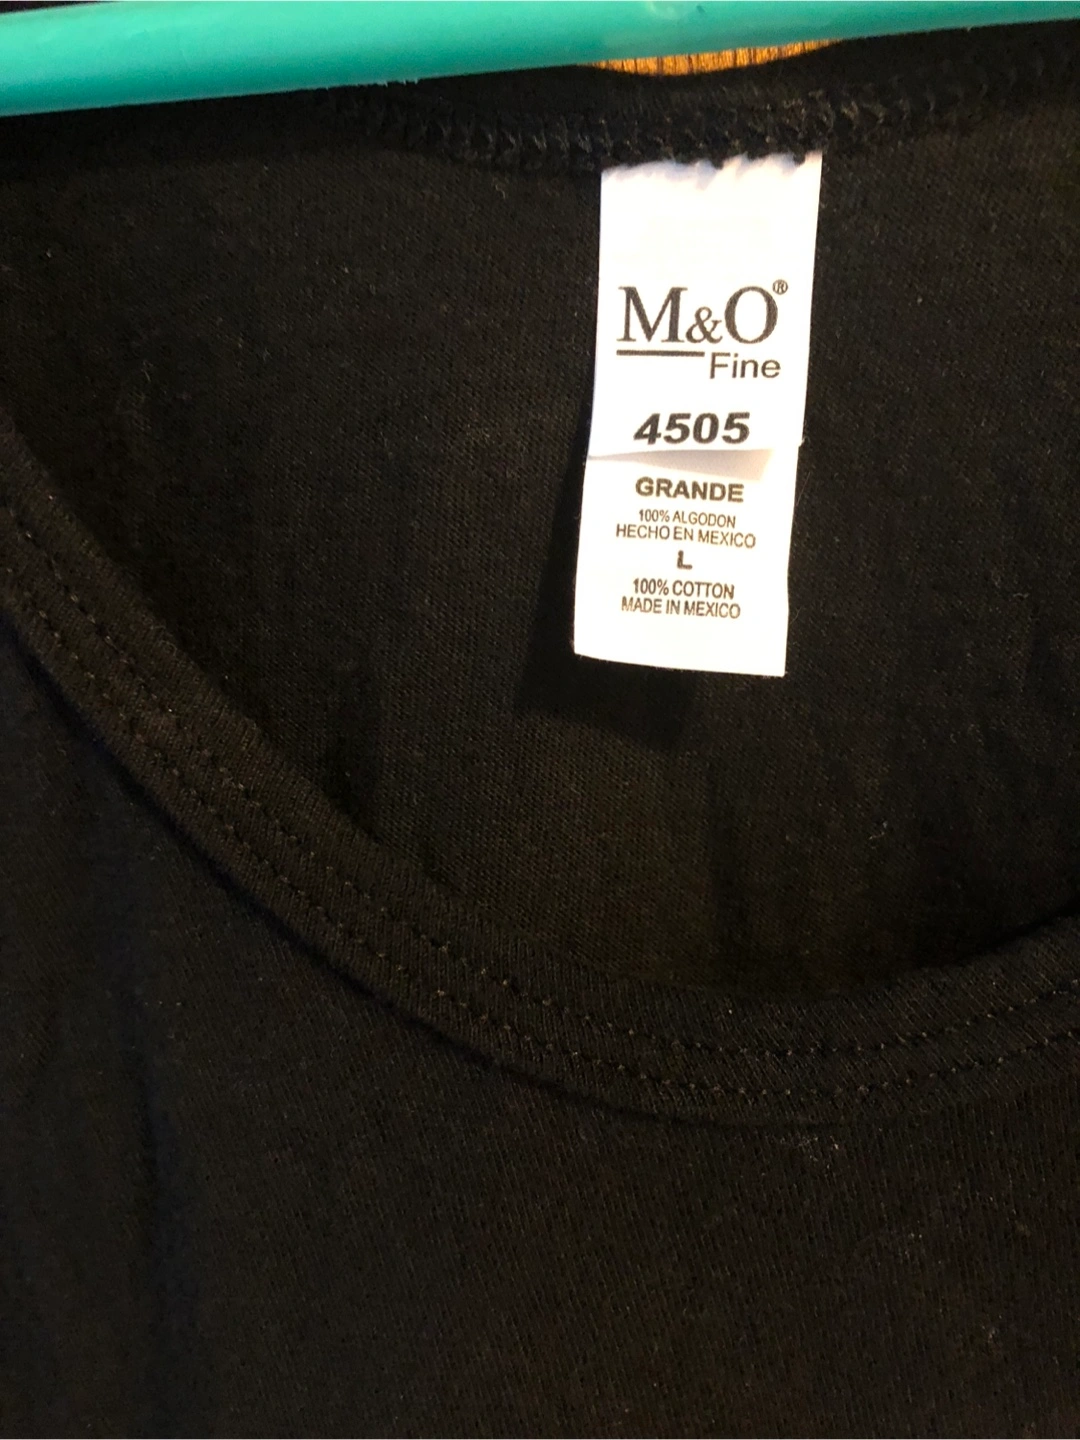 M&O®
Fine
4505
GRANDE
100% ALGODON
HECHO EN MEXICO
L
100% COTTON
MADE IN MEXICO